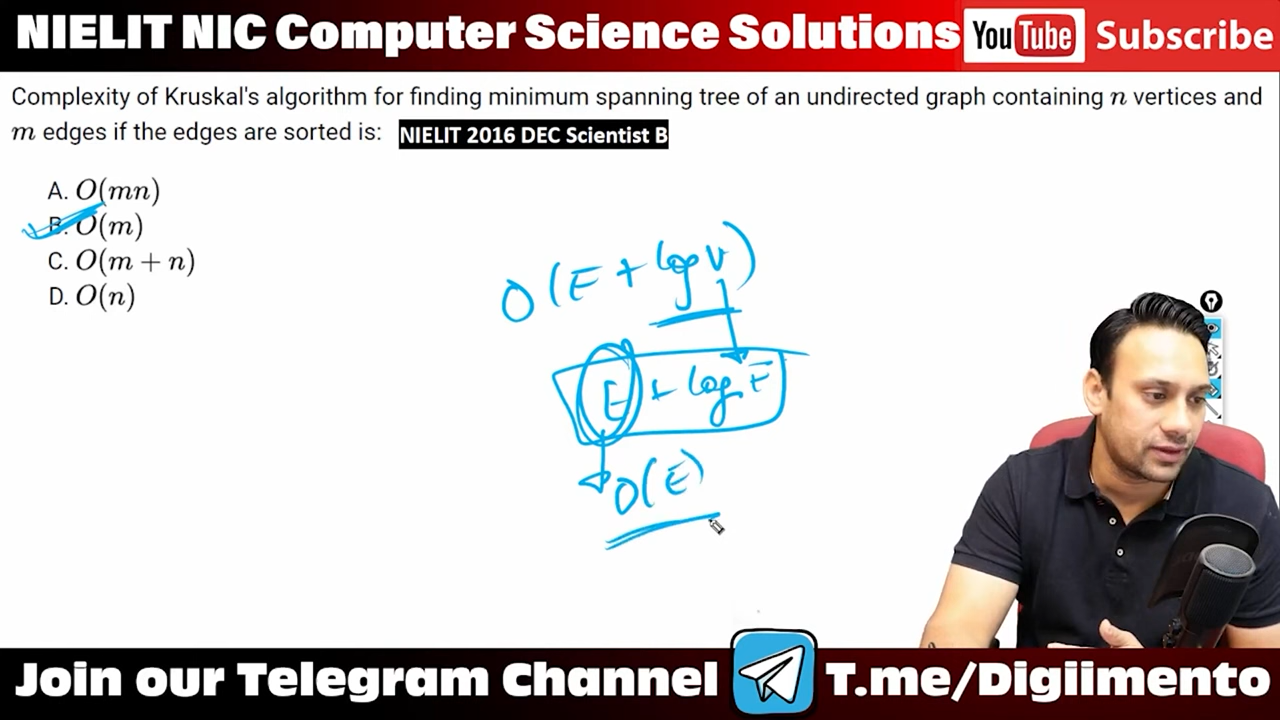 NIELIT NIC Computer Science Solutions YouTube Subscribe
Complexity of Kruskal's algorithm for finding minimum spanning tree of an undirected graph containing n vertices and
m edges if the edges are sorted is: NIELIT 2016 DEC Scientist B
A. O(mn)
B. O(m)
C. O(m + n)
D. O(n)
O(E + log V)
E + log E
O(E)
Join our Telegram Channel T.me/Digiimento